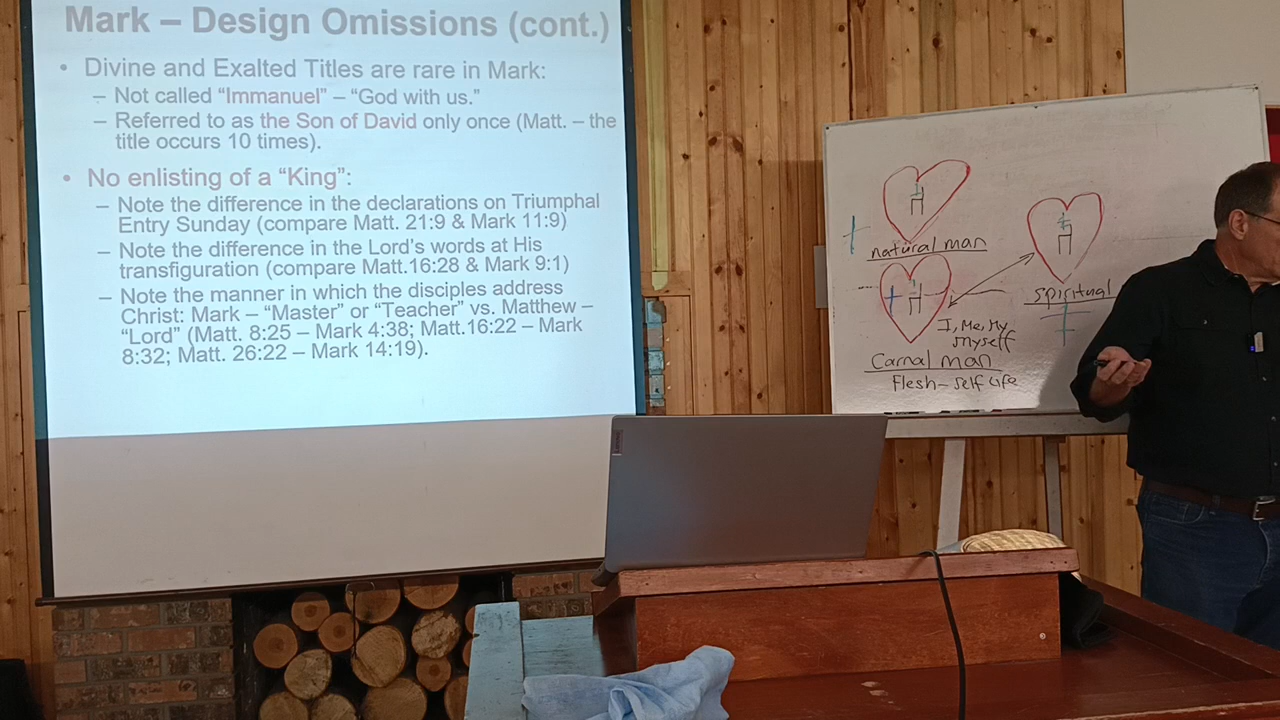 Mark – Design Omissions (cont.)
• Divine and Exalted Titles are rare in Mark:
– Not called “Immanuel” – “God with us.”
– Referred to as the Son of David only once (Matt. – the
title occurs 10 times).
• No enlisting of a “King”:
– Note the difference in the declarations on Triumphal
Entry Sunday (compare Matt. 21:9 & Mark 11:9)
– Note the difference in the Lord’s words at His
transfiguration (compare Matt.16:28 & Mark 9:1)
– Note the manner in which the disciples address
Christ: Mark – “Master” or “Teacher” vs. Matthew –
“Lord” (Matt. 8:25 – Mark 4:38; Matt.16:22 – Mark
8:32; Matt. 26:22 – Mark 14:19).
natural man
spiritual
I, Me, My
myself
Carnal man
Flesh – self life
Lenovo